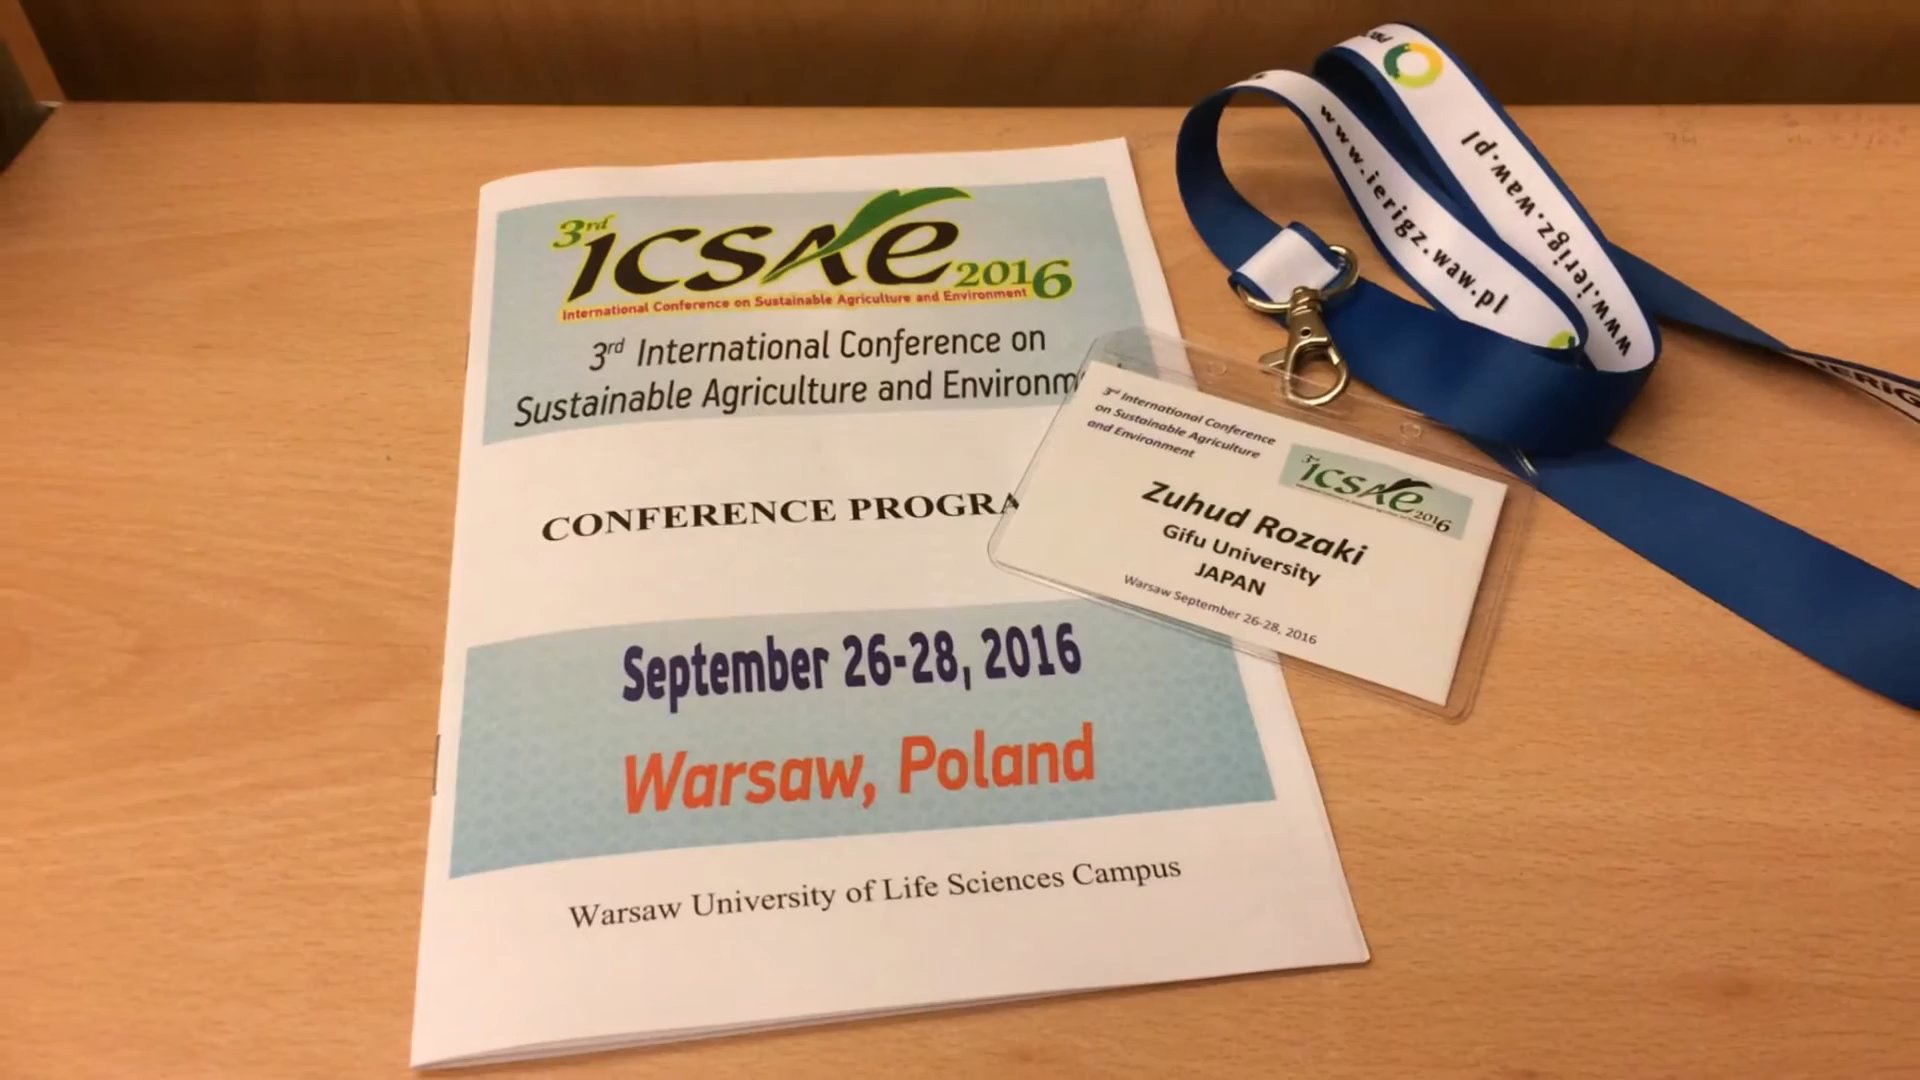 3rd ICSAE 2016
International Conference on Sustainable Agriculture and Environment
3rd International Conference on
Sustainable Agriculture and Environm
CONFERENCE PROGRA
September 26-28, 2016
Warsaw, Poland
Warsaw University of Life Sciences Campus
3rd International Conference
on Sustainable Agriculture
and Environment
3rd ICSAE 2016
Zuhud Rozaki
Gifu University
JAPAN
Warsaw September 26-28, 2016
www.ierigz.waw.pl
www.ierigz.waw.pl